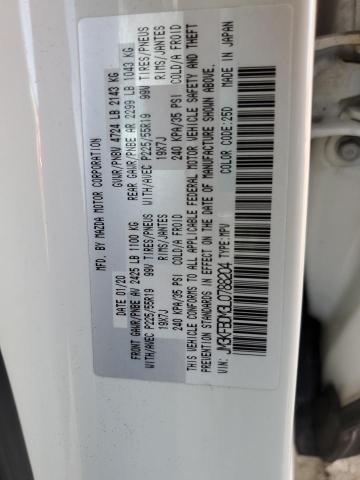 MFD. BY MAZDA MOTOR CORPORATION
DATE 01/20 GVWR/PNBV 4724 LB 2143 KG
FRONT GAWR/PNBE AV 2425 LB 1100 KG REAR GAWR/PNBE AR 2299 LB 1043 KG
WITH/AVEC P225/55R19 99V TIRES/PNEUS WITH/AVEC P225/55R19 99V TIRES/PNEUS
19X7J RIMS/JANTES 19X7J RIMS/JANTES
240 KPA/35 PSI COLD/A FROID 240 KPA/35 PSI COLD/A FROID
THIS VEHICLE CONFORMS TO ALL APPLICABLE FEDERAL MOTOR VEHICLE SAFETY AND THEFT
PREVENTION STANDARDS IN EFFECT ON THE DATE OF MANUFACTURE SHOWN ABOVE.
VIN: JM3KFBDM3L0788204 TYPE:MPV COLOR CODE:25D MADE IN JAPAN